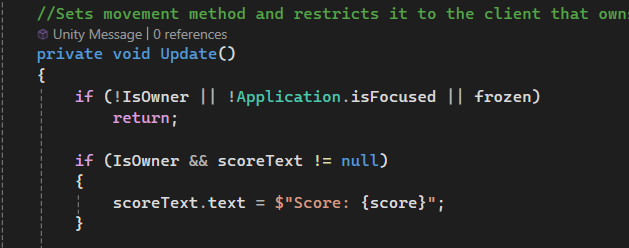 //Sets movement method and restricts it to the client that own
Unity Message | 0 references
private void Update()
{
if (!IsOwner || !Application.isFocused || frozen)
return;
if (IsOwner && scoreText != null)
{
scoreText.text = $"Score: {score}";
}